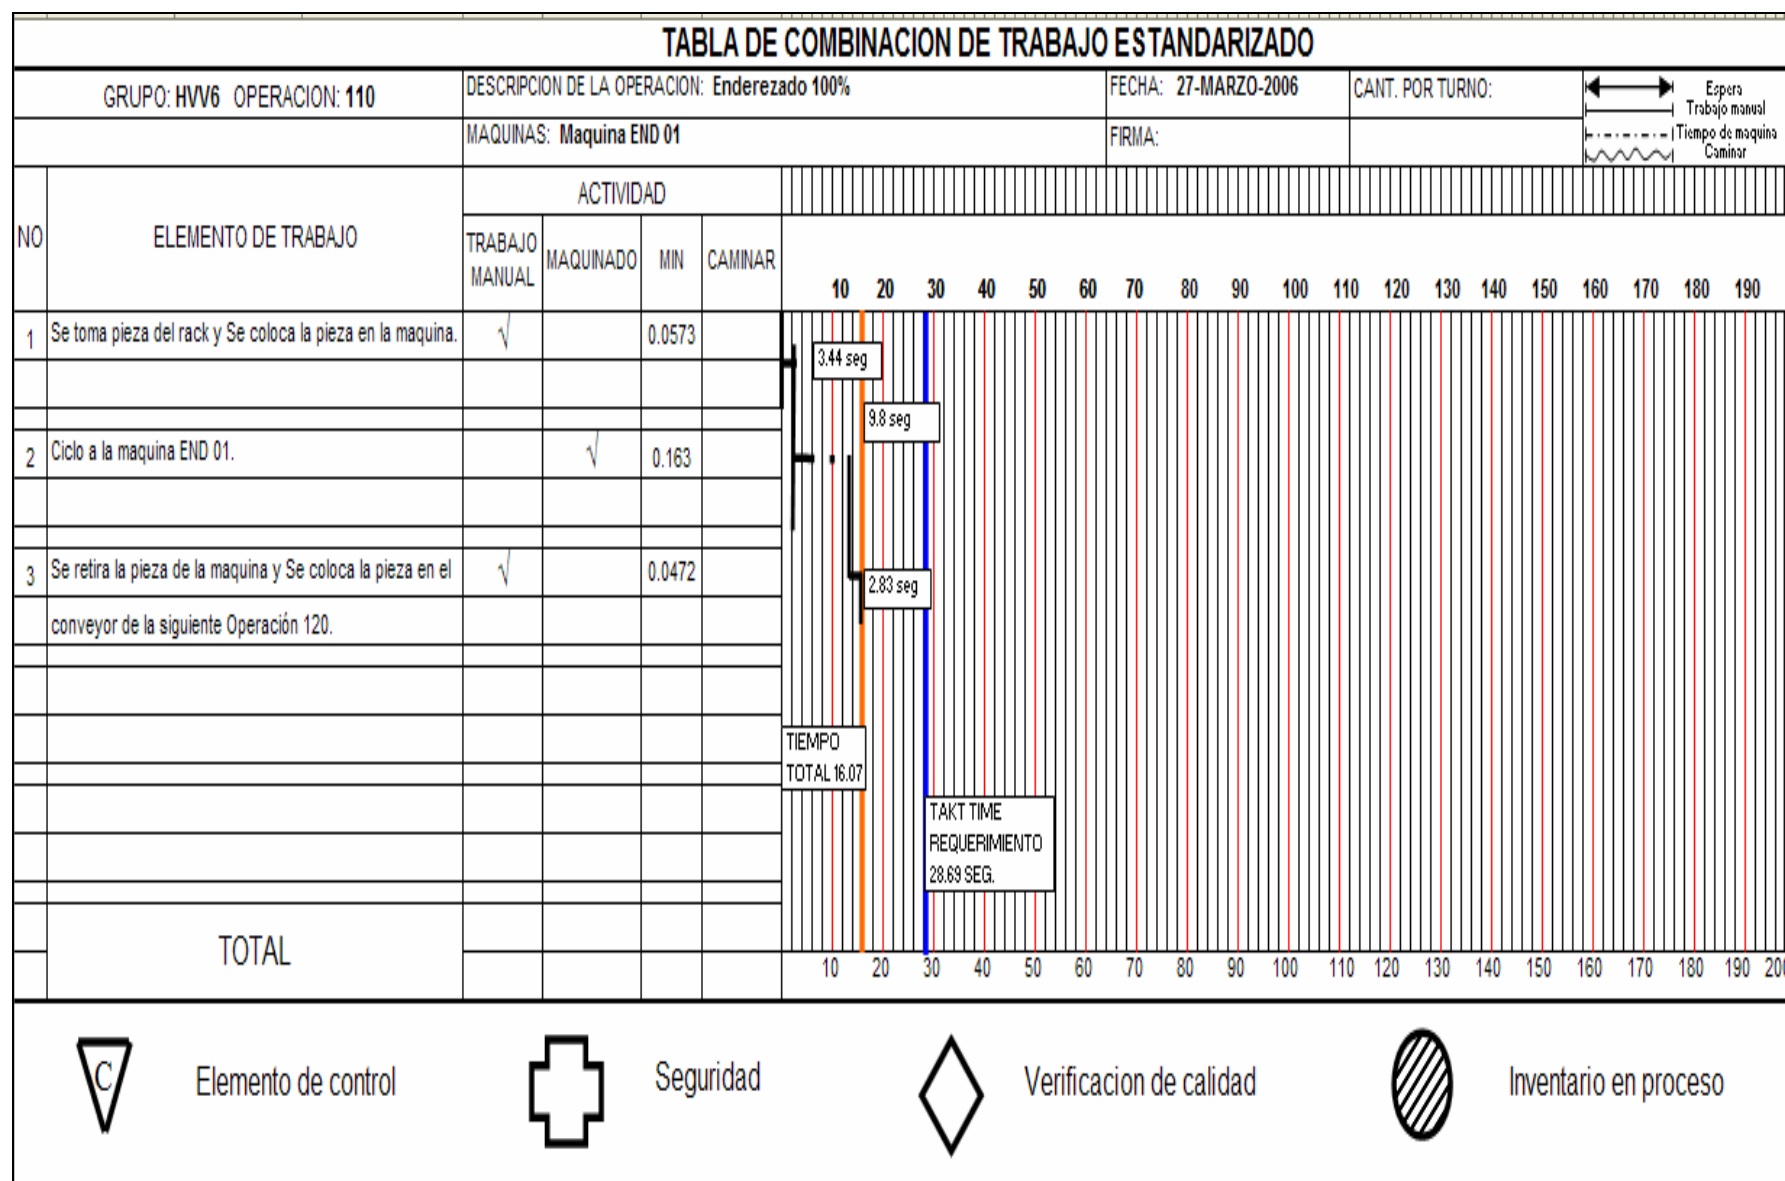 TABLA DE COMBINACION DE TRABAJO ESTANDARIZADO
GRUPO: HVV6 OPERACION: 110
DESCRIPCION DE LA OPERACION: Enderezado 100%
FECHA: 27-MARZO-2006
CANT. POR TURNO:
Espera
Trabajo manual
Tiempo de maquina
Caminar
MAQUINAS: Maquina END 01
FIRMA:
NO
ELEMENTO DE TRABAJO
ACTIVIDAD
TRABAJO
MANUAL
MAQUINADO
MIN
CAMINAR
10 20 30 40 50 60 70 80 90 100 110 120 130 140 150 160 170 180 190
1 Se toma pieza del rack y Se coloca la pieza en la maquina. √ 0.0573
3.44 seg
9.8 seg
2 Ciclo a la maquina END 01. √ 0.163
3 Se retira la pieza de la maquina y Se coloca la pieza en el √ 0.0472
conveyor de la siguiente Operación 120.
2.83 seg
TIEMPO
TOTAL 16.07
TAKT TIME
REQUERIMIENTO
28.69 SEG.
TOTAL
10 20 30 40 50 60 70 80 90 100 110 120 130 140 150 160 170 180 190 200
C
Elemento de control
Seguridad
Verificacion de calidad
Inventario en proceso